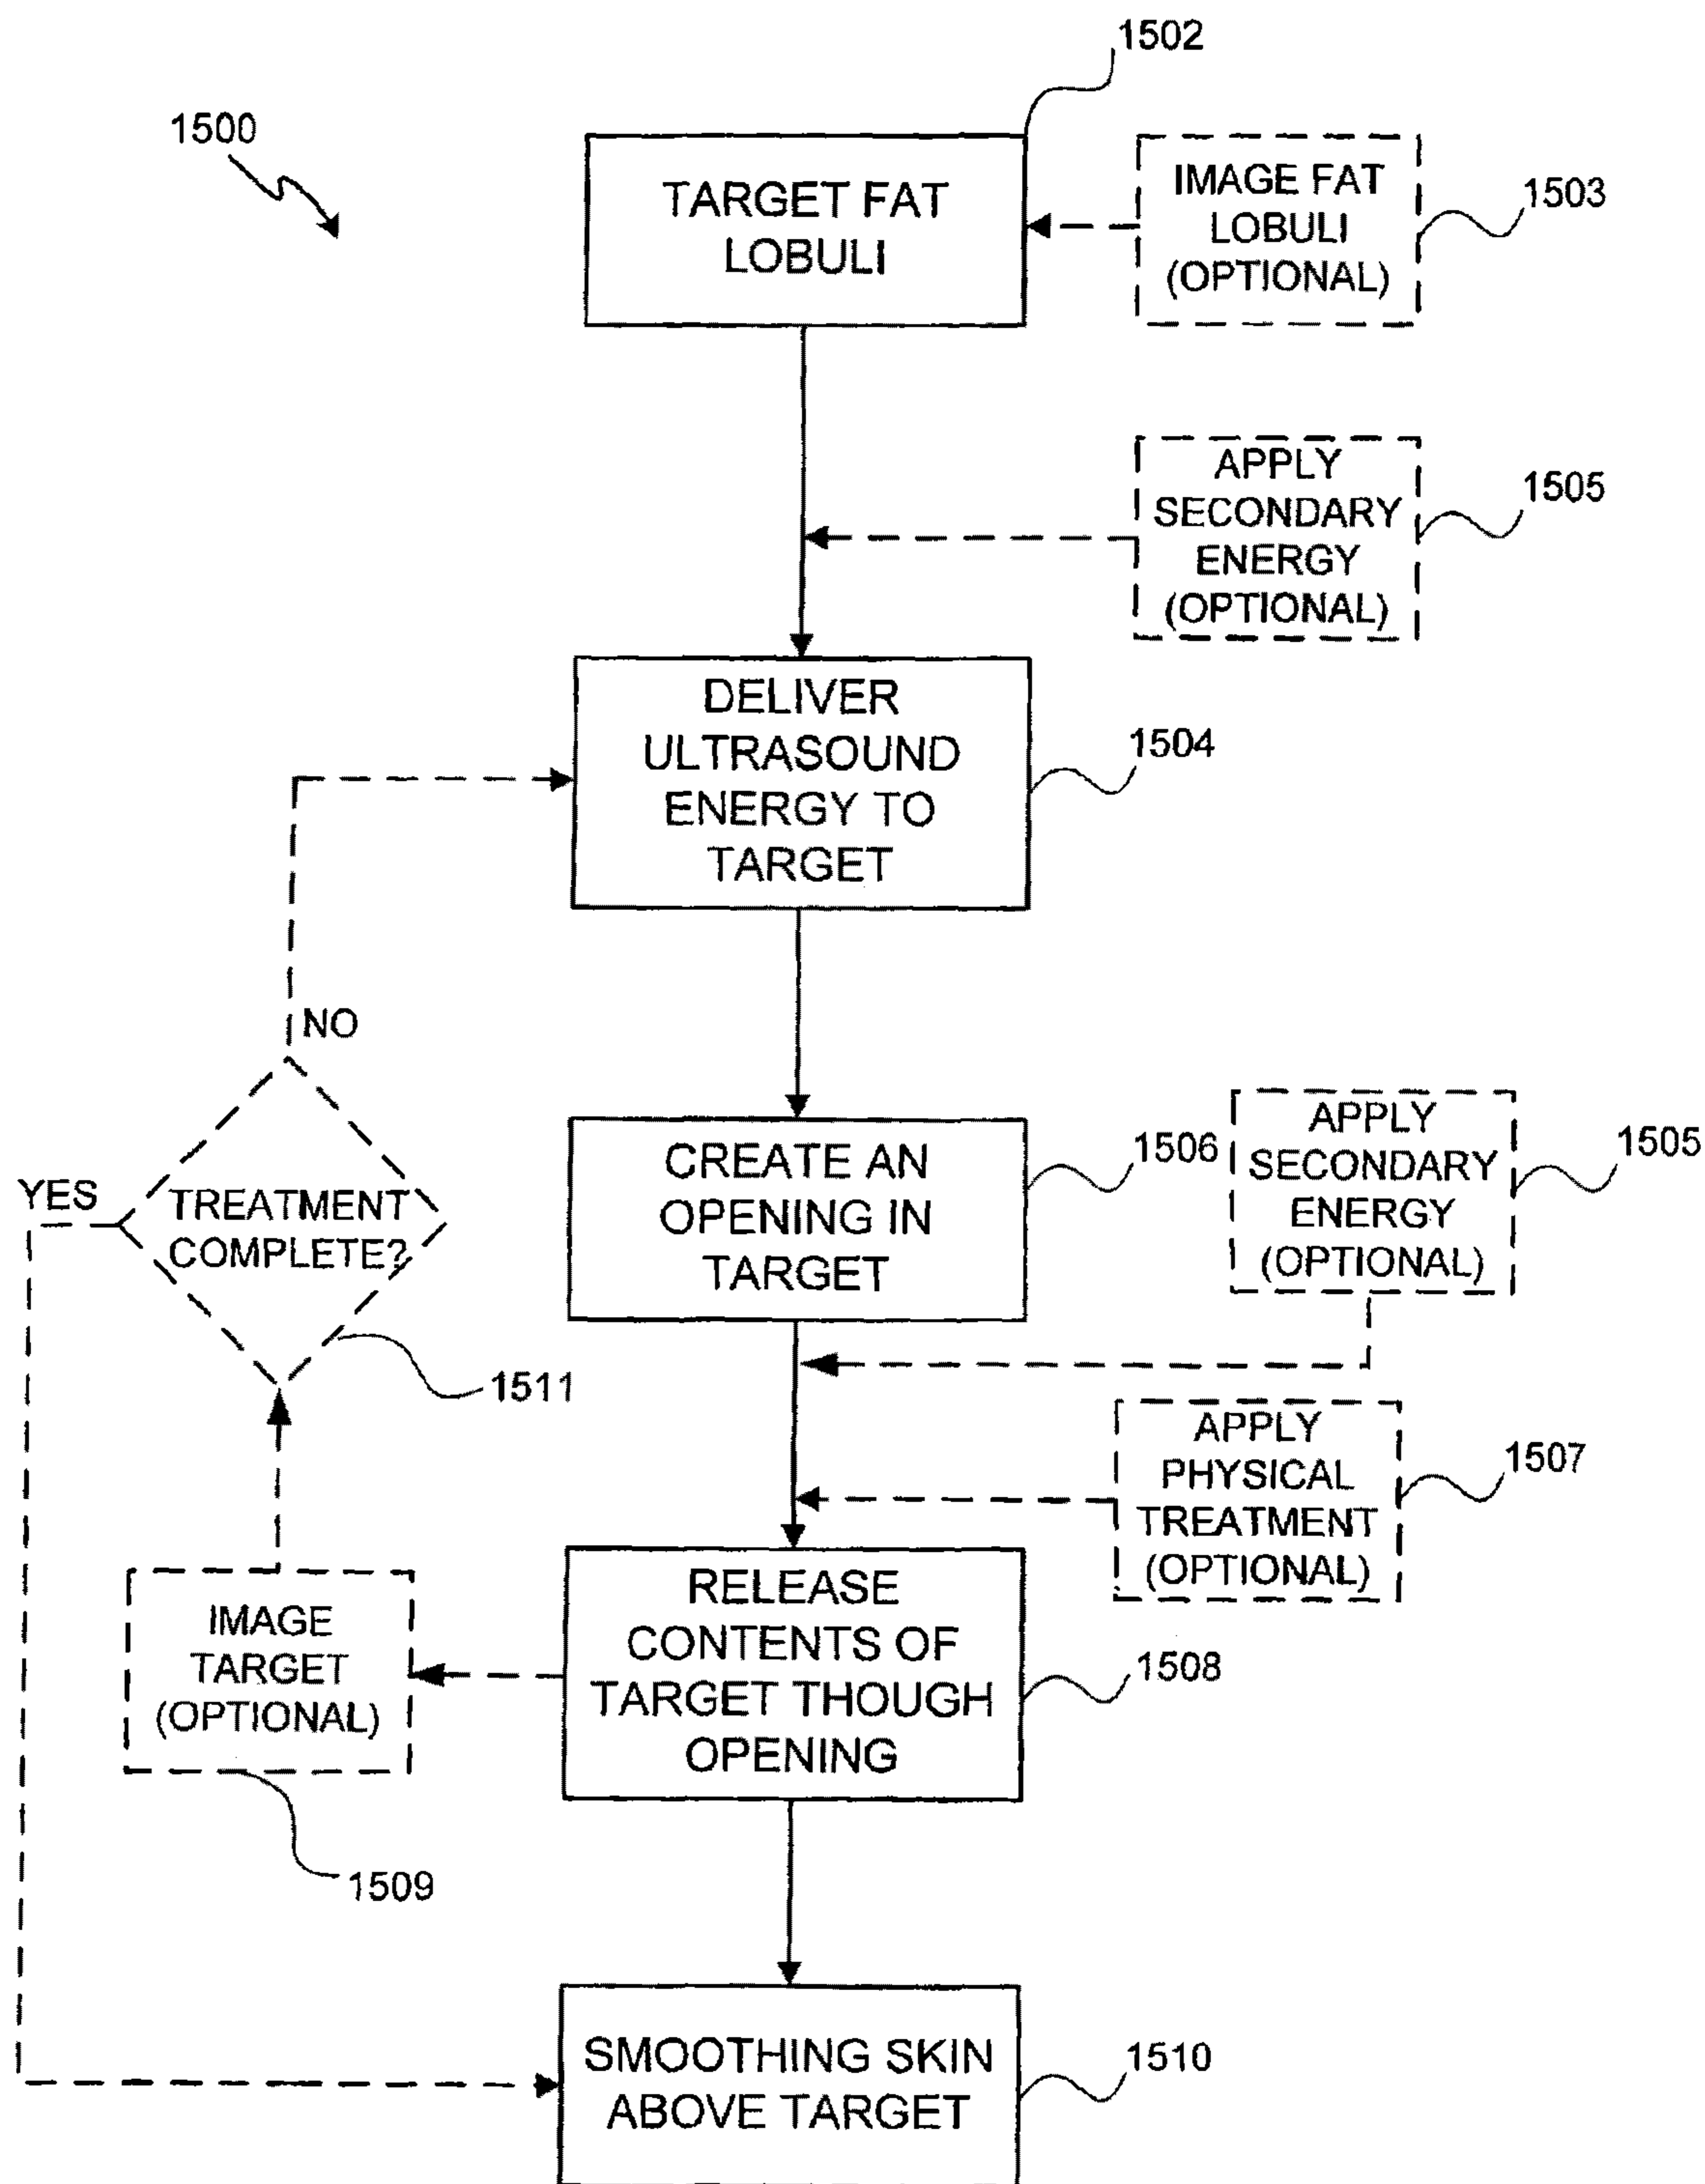 1502
1500
TARGET FAT
LOBULI
IMAGE FAT
LOBULI
(OPTIONAL)
1503
APPLY
SECONDARY
ENERGY
(OPTIONAL)
1505
DELIVER
ULTRASOUND
ENERGY TO
TARGET
1504
NO
YES
TREATMENT
COMPLETE?
1511
CREATE AN
OPENING IN
TARGET
1506
APPLY
SECONDARY
ENERGY
(OPTIONAL)
1505
APPLY
PHYSICAL
TREATMENT
(OPTIONAL)
1507
RELEASE
CONTENTS OF
TARGET THOUGH
OPENING
1508
IMAGE
TARGET
(OPTIONAL)
1509
SMOOTHING SKIN
ABOVE TARGET
1510